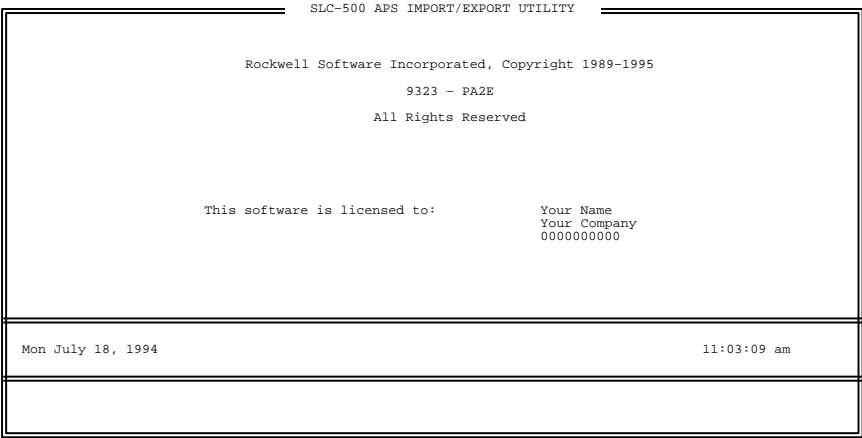 SLC-500 APS IMPORT/EXPORT UTILITY
Rockwell Software Incorporated, Copyright 1989-1995
9323 - PA2E
All Rights Reserved
This software is licensed to: Your Name
Your Company
0000000000
Mon July 18, 1994 11:03:09 am